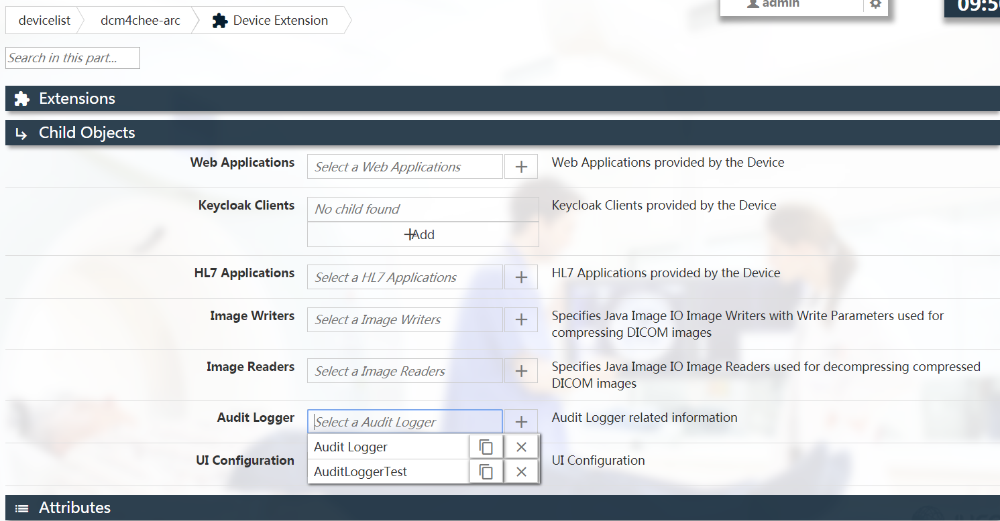 admin
09:5
devicelist
dcm4chee-arc
Device Extension
Search in this part...
Extensions
Child Objects
Web Applications
Select a Web Applications
Web Applications provided by the Device
Keycloak Clients
No child found
Keycloak Clients provided by the Device
+Add
HL7 Applications
Select a HL7 Applications
HL7 Applications provided by the Device
Image Writers
Select a Image Writers
Specifies Java Image IO Image Writers with Write Parameters used for
compressing DICOM images
Image Readers
Select a Image Readers
Specifies Java Image IO Image Readers used for decompressing compressed
DICOM images
Audit Logger
Select a Audit Logger
Audit Logger related information
Audit Logger
UI Configuration
UI Configuration
AuditLoggerTest
Attributes